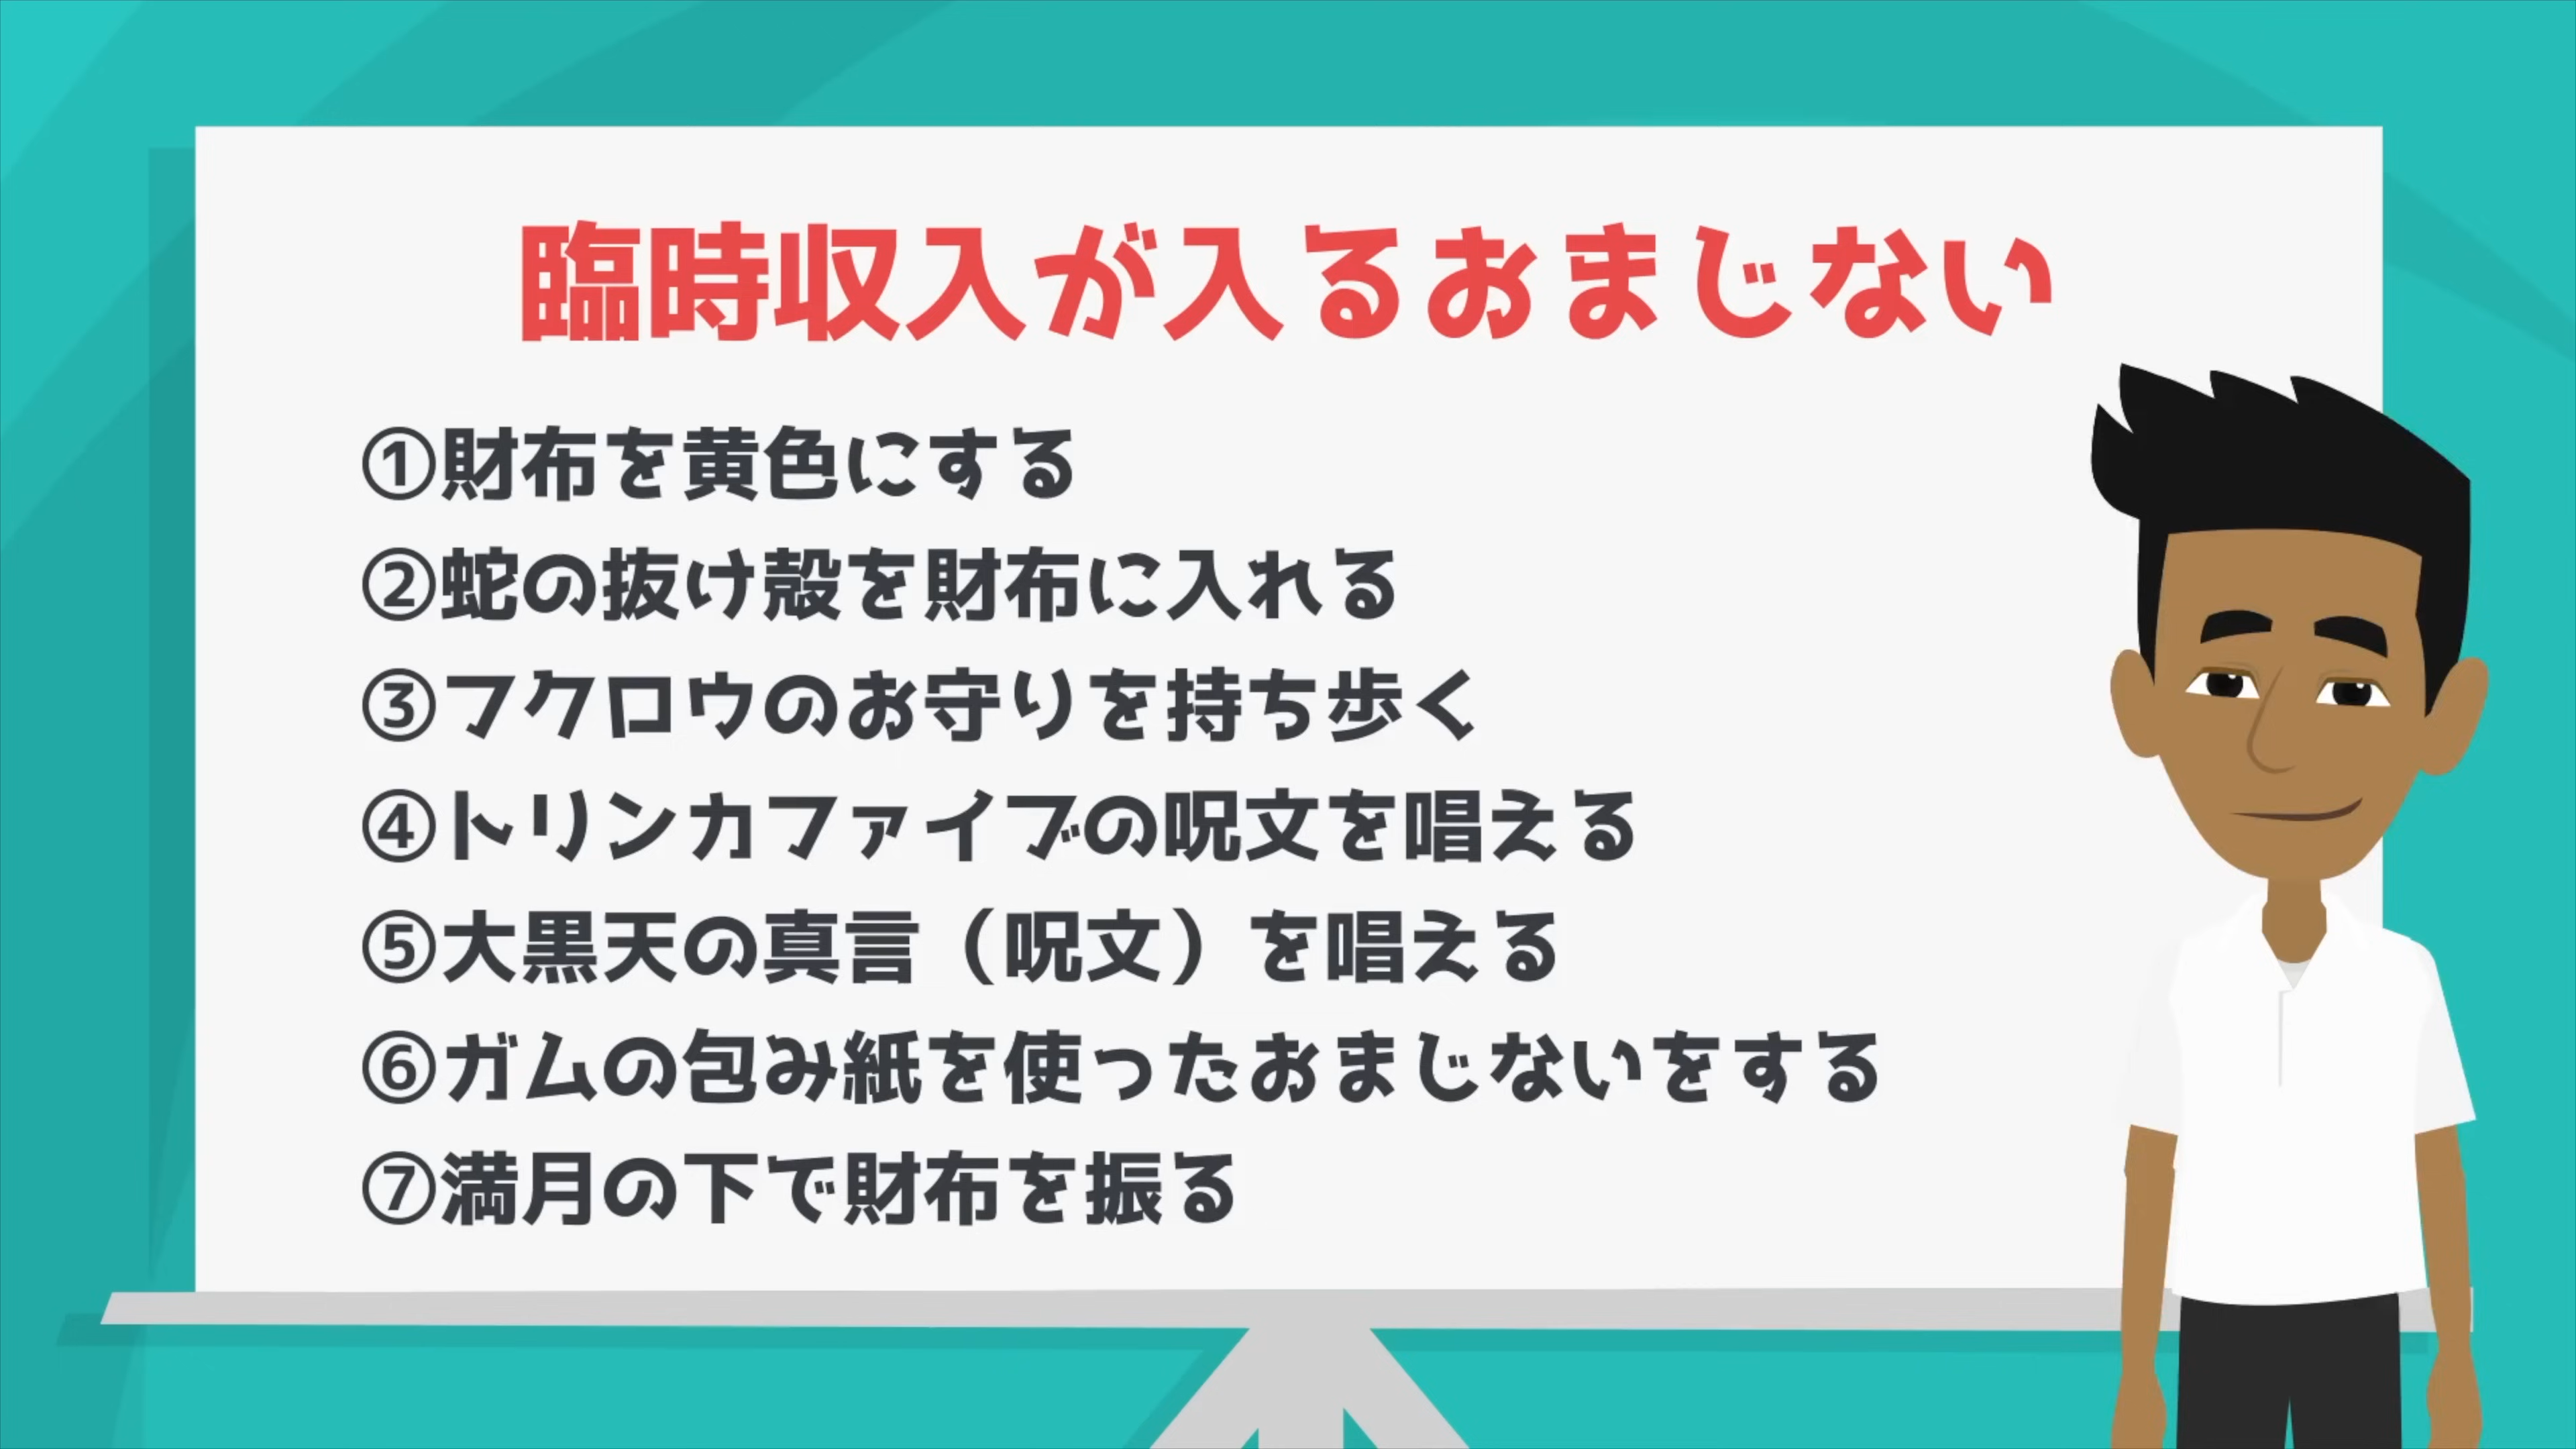 臨時収入が入るおまじない
①財布を黄色にする
②蛇の抜け殻を財布に入れる
③フクロウのお守りを持ち歩く
④トリンカファイブの呪文を唱える
⑤大黒天の真言（呪文）を唱える
⑥ガムの包み紙を使ったおまじないをする
⑦満月の下で財布を振る